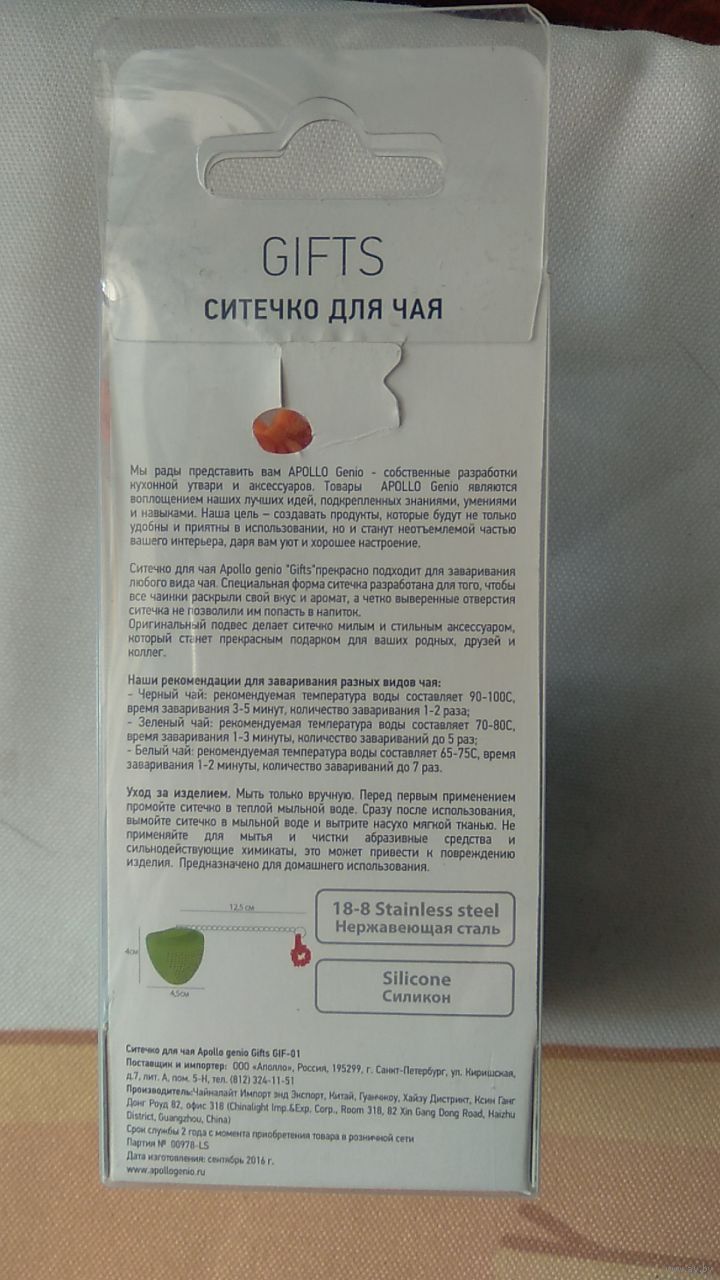 GIFTS
СИТЕЧКО ДЛЯ ЧАЯ
Мы рады представить вам APOLLO Genio - собственные разработки
кухонной утвари и аксессуаров. Товары APOLLO Genio являются
воплощением наших лучших идей, подкрепленных знаниями, умениями
и навыками. Наша цель – создавать продукты, которые будут не только
удобны и приятны в использовании, но и станут неотъемлемой частью
вашего интерьера, даря вам уют и хорошее настроение.
Ситечко для чая Apollo genio "Gifts"прекрасно подходит для заваривания
любого вида чая. Специальная форма ситечка разработана для того, чтобы
все чаинки раскрыли свой вкус и аромат, а четко выверенные отверстия
ситечка не позволили им попасть в напиток.
Оригинальный подвес делает ситечко милым и стильным аксессуаром,
который станет прекрасным подарком для ваших родных, друзей и
коллег.
Наши рекомендации для заваривания разных видов чая:
- Черный чай: рекомендуемая температура воды составляет 90-100С,
время заваривания 3-5 минут, количество заваривания 1-2 раза;
- Зеленый чай: рекомендуемая температура воды составляет 70-80С,
время заваривания 1-3 минуты, количество заваривания до 5 раз;
- Белый чай: рекомендуемая температура воды составляет 65-75С, время
заваривания 1-2 минуты, количество заваривания до 7 раз.
Уход за изделием. Мыть только вручную. Перед первым применением
промойте ситечко в теплой мыльной воде. Сразу после использования,
вымойте ситечко в мыльной воде и вытрите насухо мягкой тканью. Не
применяйте для мытья и чистки абразивные средства и
сильнодействующие химикаты, это может привести к повреждению
изделия. Предназначено для домашнего использования.
12,5 см
4см
4,5см
18-8 Stainless steel
Нержавеющая сталь
Silicone
Силикон
Ситечко для чая Apollo genio Gifts GIF-01
Поставщик и импортер: ООО «Аполло», Россия, 195299, г. Санкт-Петербург, ул. Киришская,
д.7, лит. А, пом. 5-Н, тел. (812) 324-11-51
Производитель:Чайналайт Импорт энд Экспорт, Китай, Гуанчжоу, Хайзу Дистрикт, Ксин Ганг
Донг Роуд 82, офис 318 (Chinalight Imp.&Exp. Corp., Room 318, 82 Xin Gang Dong Road, Haizhu
District, Guangzhou, China)
Срок службы 2 года с момента приобретения товара в розничной сети
Партия № 00978-LS
Дата изготовления: сентябрь 2016 г.
www.apollogenio.ru
www.ay.by